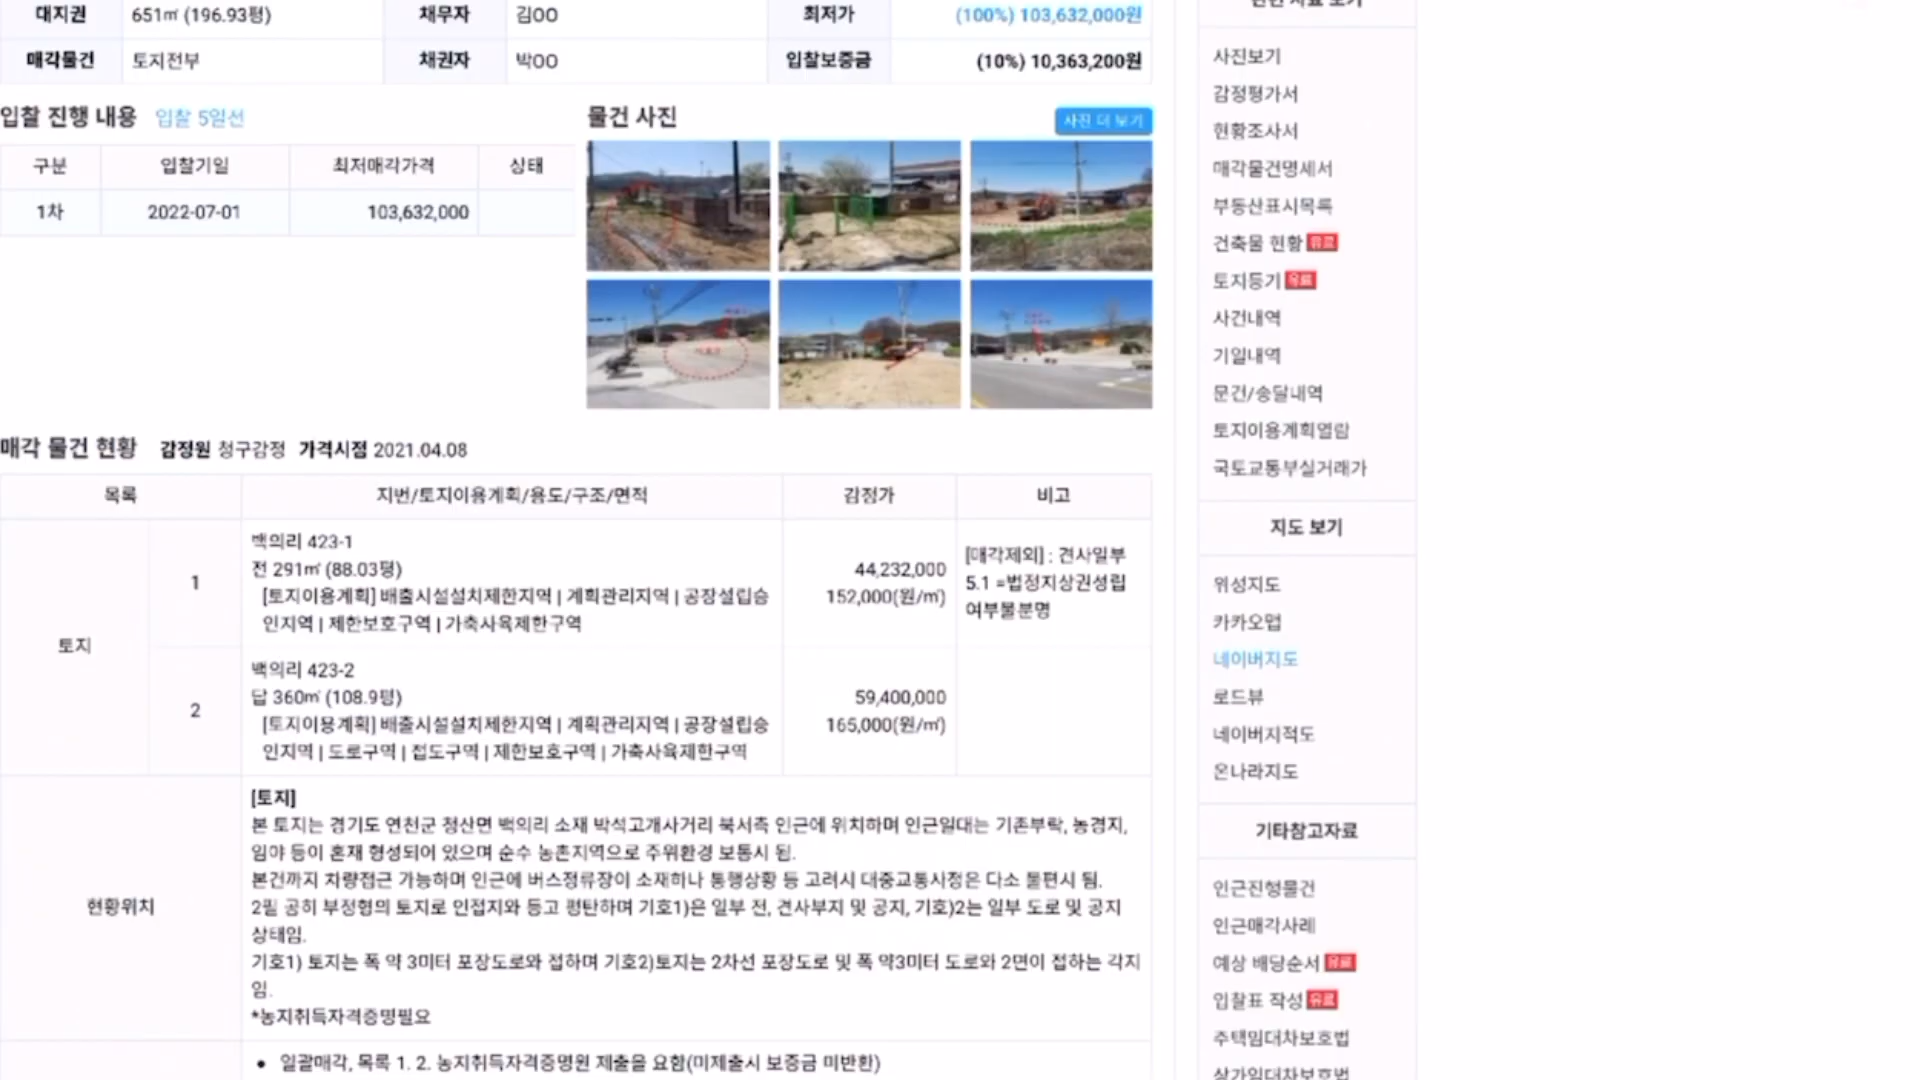 대지권 651㎡ (196.93평) 채무자 김OO 최저가 (100%) 103,632,000원
매각물건 토지전부 채권자 박OO 입찰보증금 (10%) 10,363,200원
입찰 진행 내용 입찰 5일선
구분 입찰기일 최저매각가격 상태
1차 2022-07-01 103,632,000
물건 사진 사진 더 보기
매각 물건 현황 감정원 청구감정 가격시점 2021.04.08
목록 지번/토지이용계획/용도/구조/면적 감정가 비고
토지
1
백의리 423-1
전 291㎡ (88.03평)
[토지이용계획] 배출시설설치제한지역 | 계획관리지역 | 공장설립승
인지역 | 제한보호구역 | 가축사육제한구역
44,232,000
152,000(원/㎡)
[매각제외] : 견사일부
5.1 =법정지상권성립
여부불분명
2
백의리 423-2
답 360㎡ (108.9평)
[토지이용계획] 배출시설설치제한지역 | 계획관리지역 | 공장설립승
인지역 | 도로구역 | 접도구역 | 제한보호구역 | 가축사육제한구역
59,400,000
165,000(원/㎡)
현황위치
[토지]
본 토지는 경기도 연천군 청산면 백의리 소재 박석고개사거리 북서측 인근에 위치하며 인근일대는 기존부락, 농경지,
임야 등이 혼재 형성되어 있으며 순수 농촌지역으로 주위환경 보통시 됨.
본건까지 차량접근 가능하며 인근에 버스정류장이 소재하나 통행상황 등 고려시 대중교통사정은 다소 불편시 됨.
2필 공히 부정형의 토지로 인접지와 등고 평탄하며 기호1)은 일부 전, 견사부지 및 공지, 기호)2는 일부 도로 및 공지
상태임.
기호1) 토지는 폭 약 3미터 포장도로와 접하며 기호2)토지는 2차선 포장도로 및 폭 약3미터 도로와 2면이 접하는 각지
임.
*농지취득자격증명필요
• 일괄매각, 목록 1. 2. 농지취득자격증명원 제출을 요함(미제출시 보증금 미반환)
관련 자료 보기
사진보기
감정평가서
현황조사서
매각물건명세서
부동산표시목록
건축물 현황 유료
토지등기 유료
사건내역
기일내역
문건/송달내역
토지이용계획열람
국토교통부실거래가
지도 보기
위성지도
카카오맵
네이버지도
로드뷰
네이버지적도
온나라지도
기타참고자료
인근진행물건
인근매각사례
예상 배당순서 유료
입찰표 작성 유료
주택임대차보호법
상가임대차보호법